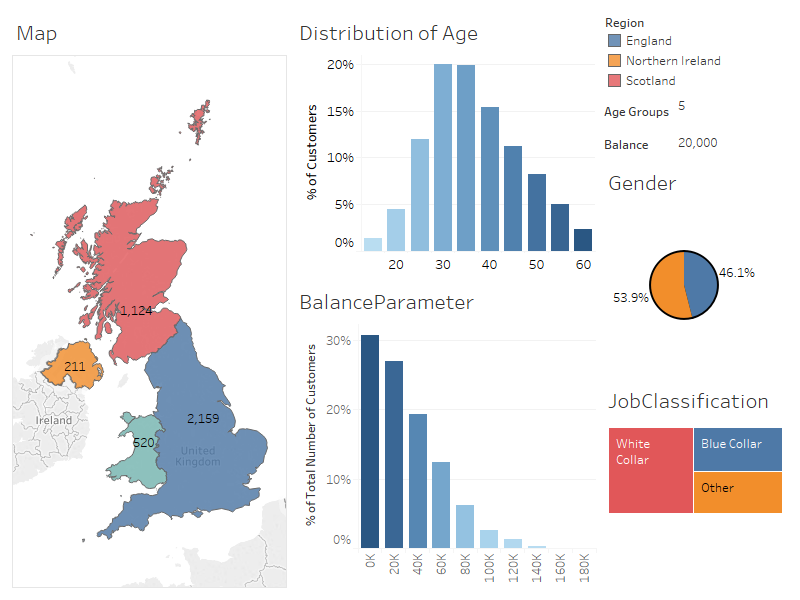 Map
1,124
211
2,159
520
Ireland
United
Kingdom
Distribution of Age
% of Customers
20%
15%
10%
5%
0%
20 30 40 50 60
BalanceParameter
% of Total Number of Customers
30%
20%
10%
0%
0K 20K 40K 60K 80K 100K 120K 140K 160K 180K
Region
England
Northern Ireland
Scotland
Age Groups 5
Balance 20,000
Gender
46.1%
53.9%
JobClassification
White
Collar
Blue Collar
Other